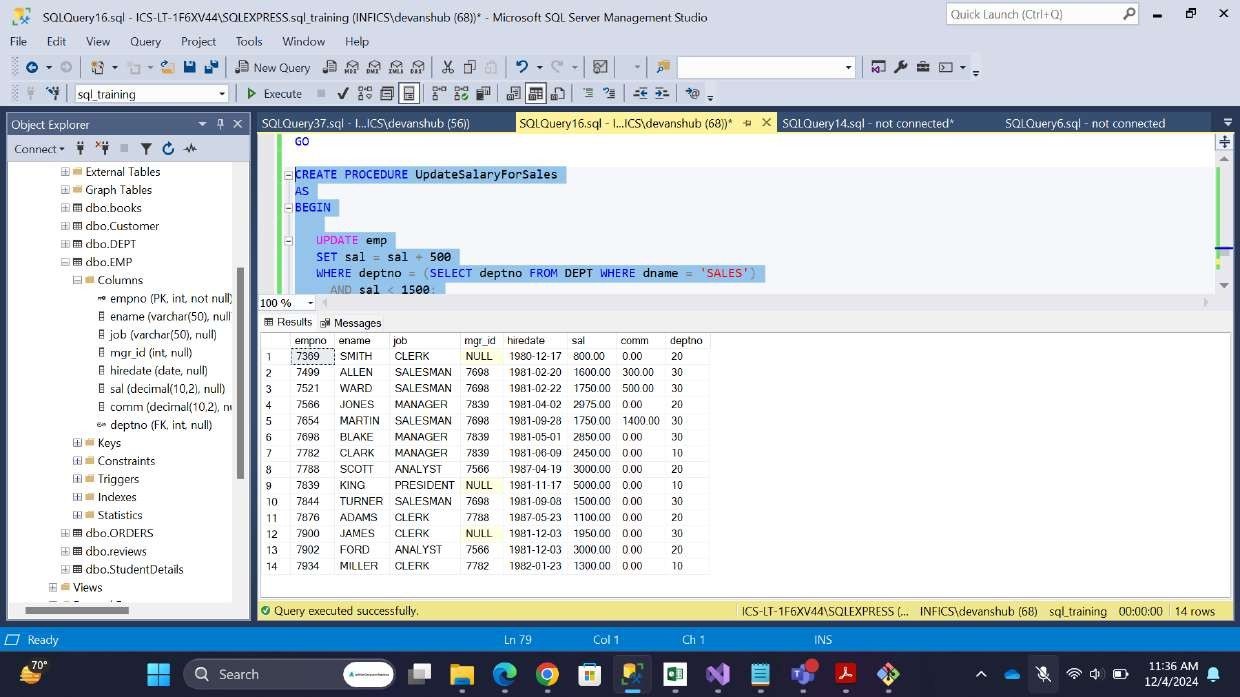 SQLQuery16.sql - ICS-LT-1F6XV44\SQLEXPRESS.sql_training (INFICS\devanshub (68))* - Microsoft SQL Server Management Studio
Quick Launch (Ctrl+Q)
File Edit View Query Project Tools Window Help
New Query
sql_training Execute
Object Explorer
SQLQuery37.sql - I...ICS\devanshub (56)) SQLQuery16.sql - I...ICS\devanshub (68))* SQLQuery14.sql - not connected* SQLQuery6.sql - not connected
Connect
External Tables
Graph Tables
dbo.books
dbo.Customer
dbo.DEPT
dbo.EMP
Columns
empno (PK, int, not null)
ename (varchar(50), null
job (varchar(50), null)
mgr_id (int, null)
hiredate (date, null)
sal (decimal(10,2), null)
comm (decimal(10,2), nu
deptno (FK, int, null)
Keys
Constraints
Triggers
Indexes
Statistics
dbo.ORDERS
dbo.reviews
dbo.StudentDetails
Views
GO
CREATE PROCEDURE UpdateSalaryForSales
AS
BEGIN
UPDATE emp
SET sal = sal + 500
WHERE deptno = (SELECT deptno FROM DEPT WHERE dname = 'SALES')
AND sal < 1500;
100 %
Results Messages
empno ename job mgr_id hiredate sal comm deptno
1 7369 SMITH CLERK NULL 1980-12-17 800.00 0.00 20
2 7499 ALLEN SALESMAN 7698 1981-02-20 1600.00 300.00 30
3 7521 WARD SALESMAN 7698 1981-02-22 1750.00 500.00 30
4 7566 JONES MANAGER 7839 1981-04-02 2975.00 0.00 20
5 7654 MARTIN SALESMAN 7698 1981-09-28 1750.00 1400.00 30
6 7698 BLAKE MANAGER 7839 1981-05-01 2850.00 0.00 30
7 7782 CLARK MANAGER 7839 1981-06-09 2450.00 0.00 10
8 7788 SCOTT ANALYST 7566 1987-04-19 3000.00 0.00 20
9 7839 KING PRESIDENT NULL 1981-11-17 5000.00 0.00 10
10 7844 TURNER SALESMAN 7698 1981-09-08 1500.00 0.00 30
11 7876 ADAMS CLERK 7788 1987-05-23 1100.00 0.00 20
12 7900 JAMES CLERK NULL 1981-12-03 1950.00 0.00 30
13 7902 FORD ANALYST 7566 1981-12-03 3000.00 0.00 20
14 7934 MILLER CLERK 7782 1982-01-23 1300.00 0.00 10
Query executed successfully. ICS-LT-1F6XV44\SQLEXPRESS (... INFICS\devanshub (68) sql_training 00:00:00 14 rows
Ready Ln 79 Col 1 Ch 1 INS
70°
Search
11:36 AM
12/4/2024